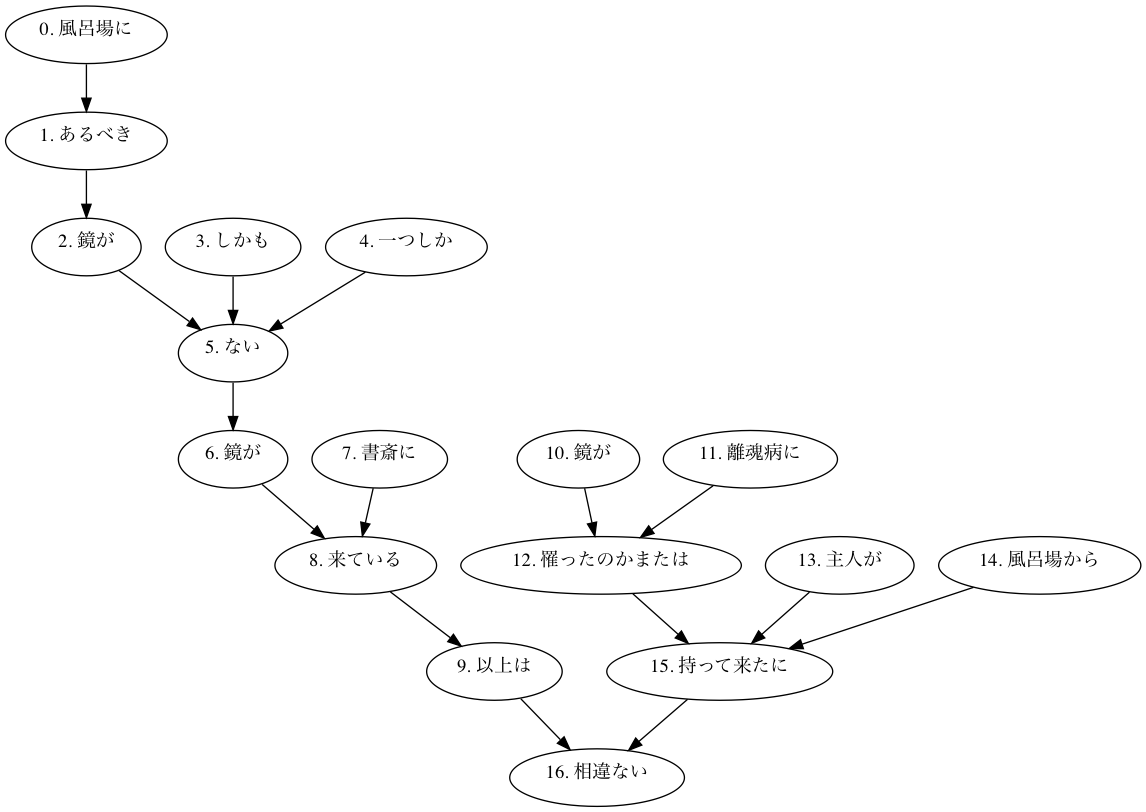 0. 風呂場に
1. あるべき
2. 鏡が
3. しかも
4. 一つしか
5. ない
6. 鏡が
7. 書斎に
8. 来ている
9. 以上は
10. 鏡が
11. 離魂病に
12. 罹ったのかまたは
13. 主人が
14. 風呂場から
15. 持って来たに
16. 相違ない